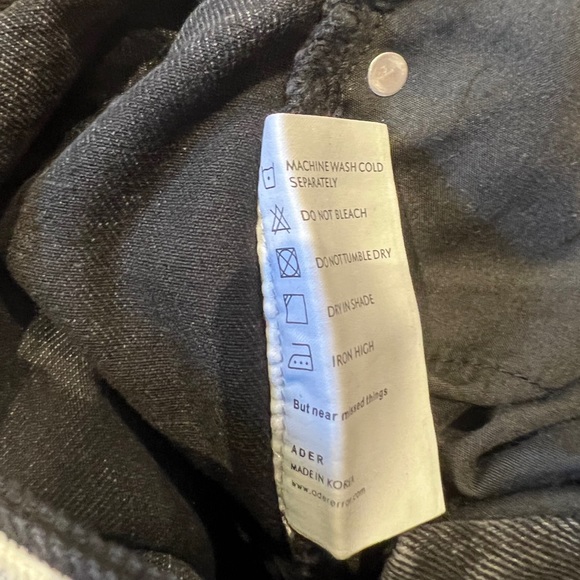 MACHINE WASH COLD
SEPARATELY
DO NOT BLEACH
DO NOT TUMBLE DRY
DRY IN SHADE
IRON HIGH
But near missed things
ADER
MADE IN KOREA
www.adererror.com